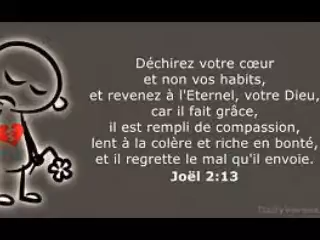 Déchirez votre cœur
et non vos habits,
et revenez à l'Eternel, votre Dieu,
car il fait grâce,
il est rempli de compassion,
lent à la colère et riche en bonté,
et il regrette le mal qu'il envoie.
Joël 2:13